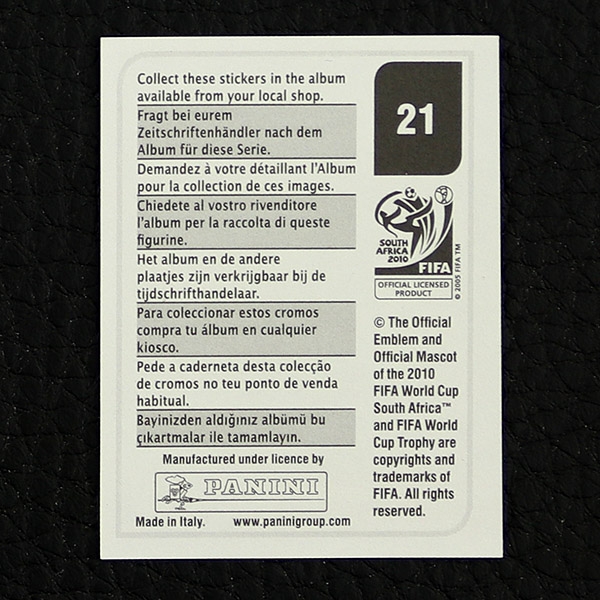 Collect these stickers in the album
available from your local shop.
Fragt bei eurem
Zeitschriftenhändler nach dem
Album für diese Serie.
Demandez à votre détaillant l'Album
pour la collection de ces images.
Chiedete al vostro rivenditore
l'album per la raccolta di queste
figurine.
Het album en de andere
plaatjes zijn verkrijgbaar bij de
tijdschrifthandelaar.
Para coleccionar estos cromos
compra tu álbum en cualquier
kiosco.
Pede a caderneta desta colecção
de cromos no teu ponto de venda
habitual.
Bayinizden aldığınız albümü bu
çıkartmalar ile tamamlayın.
Manufactured under licence by
PANINI
Made in Italy. www.paninigroup.com
21
SOUTH
AFRICA
2010
FIFA
© 2005 FIFA TM
OFFICIAL LICENSED
PRODUCT
© The Official
Emblem and
Official Mascot
of the 2010
FIFA World Cup
South Africa™
and FIFA World
Cup Trophy are
copyrights and
trademarks of
FIFA. All rights
reserved.